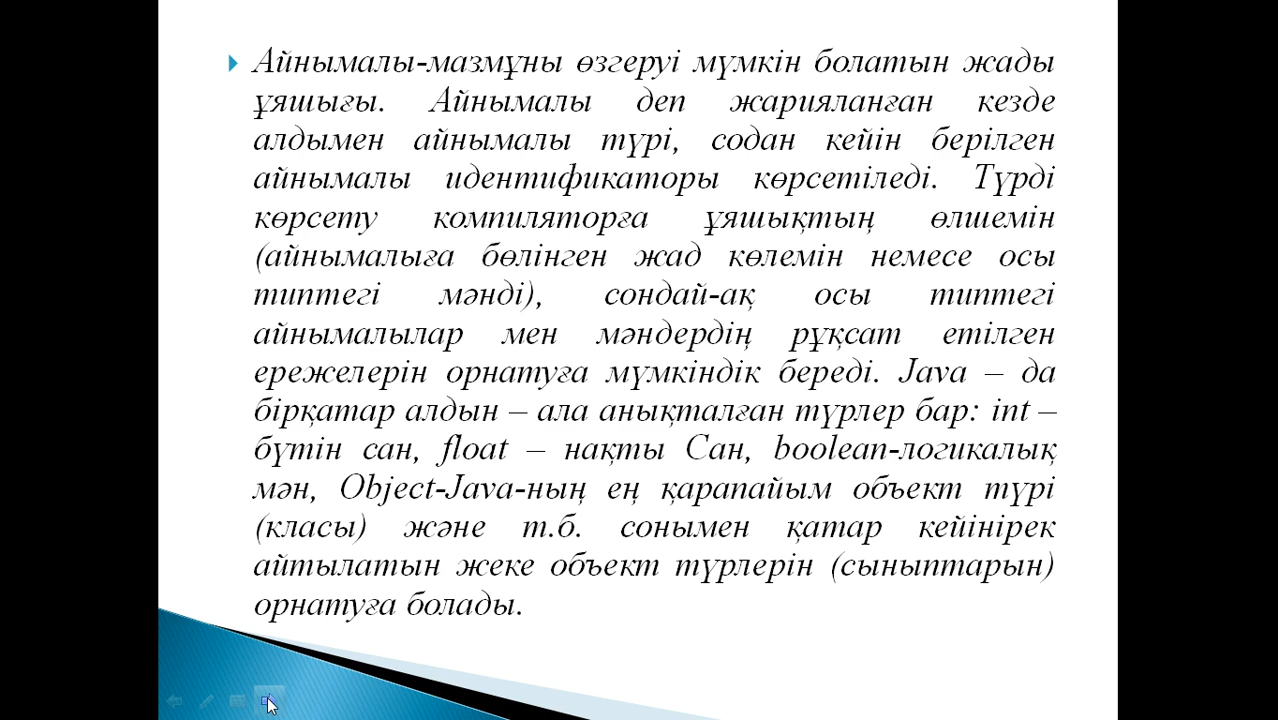 Айнымалы-мазмұны өзгеруі мүмкін болатын жады
ұяшығы. Айнымалы деп жарияланған кезде
алдымен айнымалы түрі, содан кейін берілген
айнымалы идентификаторы көрсетіледі. Түрді
көрсету компиляторға ұяшықтың өлшемін
(айнымалыға бөлінген жад көлемін немесе осы
типтегі мәнді), сондай-ақ осы типтегі
айнымалылар мен мәндердің рұқсат етілген
ережелерін орнатуға мүмкіндік береді. Java – да
бірқатар алдын – ала анықталған түрлер бар: int –
бүтін сан, float – нақты Сан, boolean-логикалық
мән, Object-Java-ның ең қарапайым объект түрі
(класы) және т.б. сонымен қатар кейінірек
айтылатын жеке объект түрлерін (сыныптарын)
орнатуға болады.